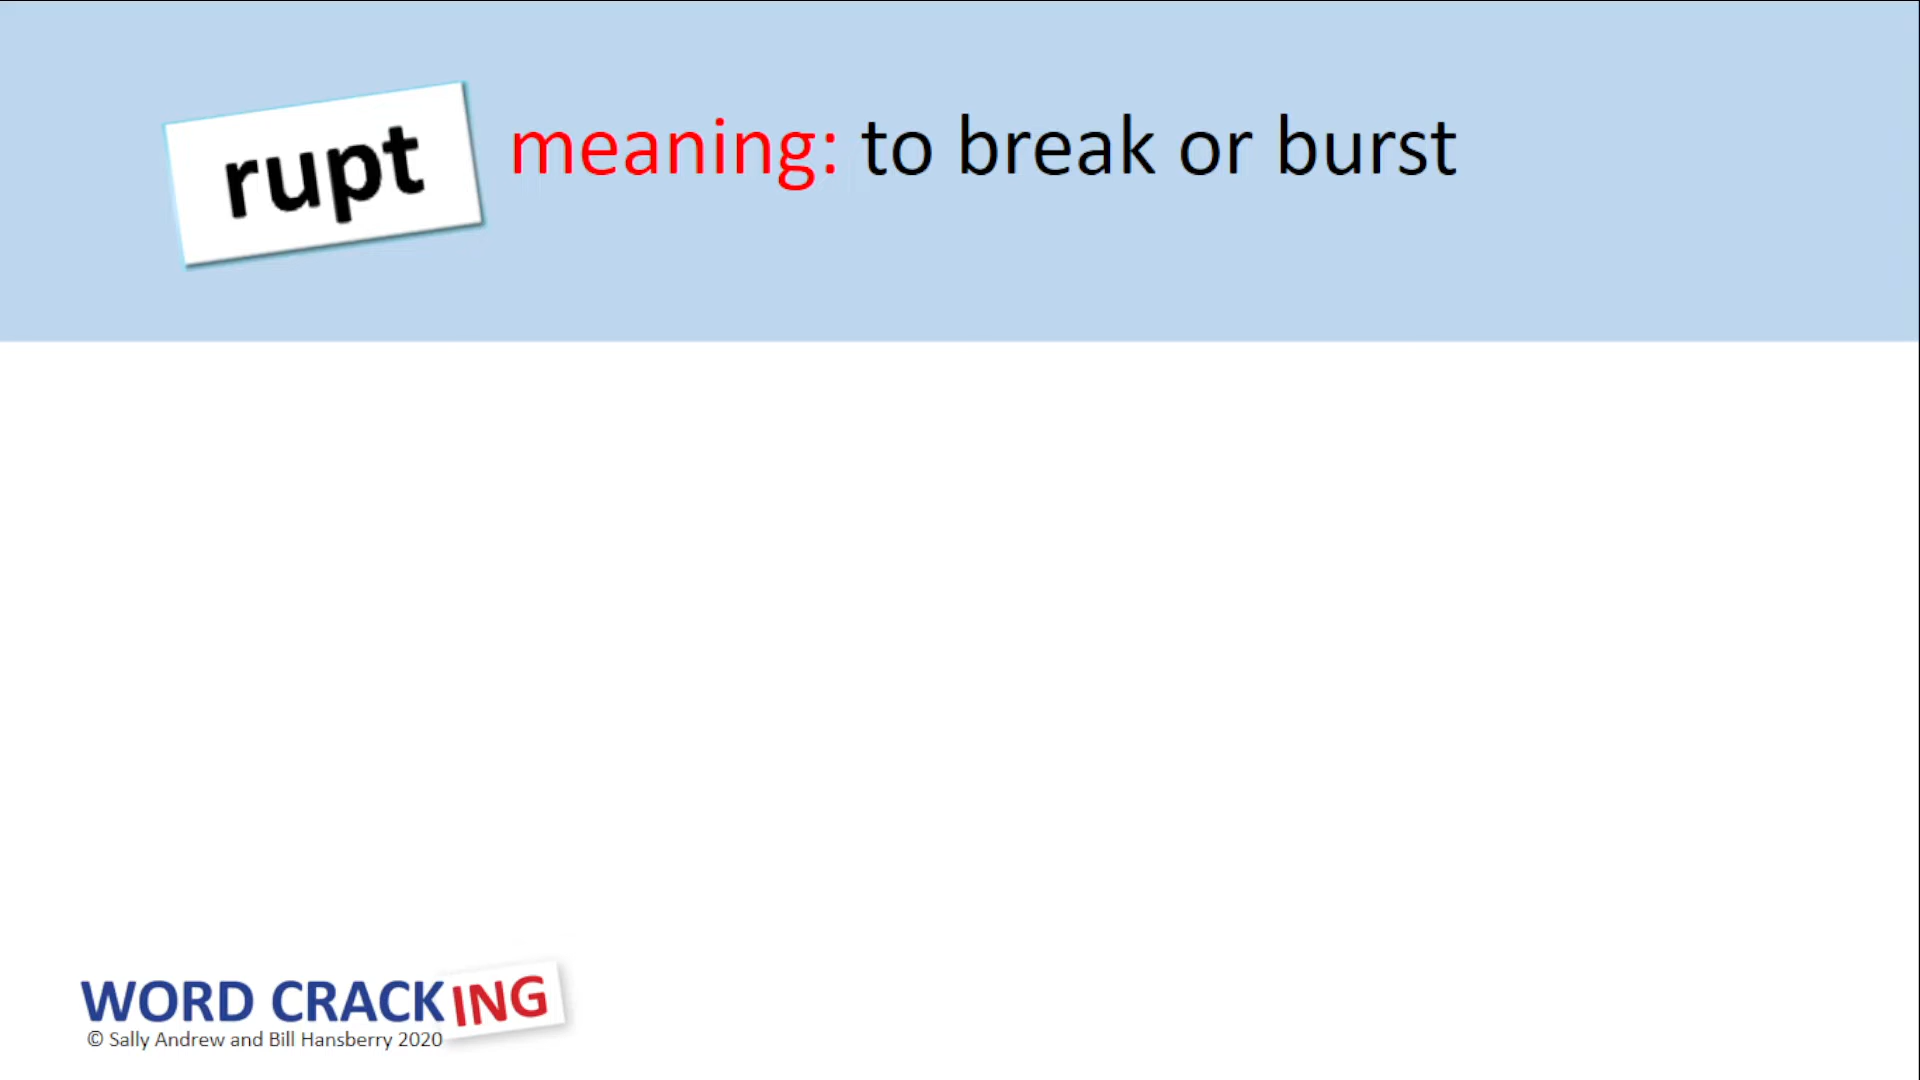 rupt
meaning: to break or burst
WORD CRACKING
© Sally Andrew and Bill Hansberry 2020